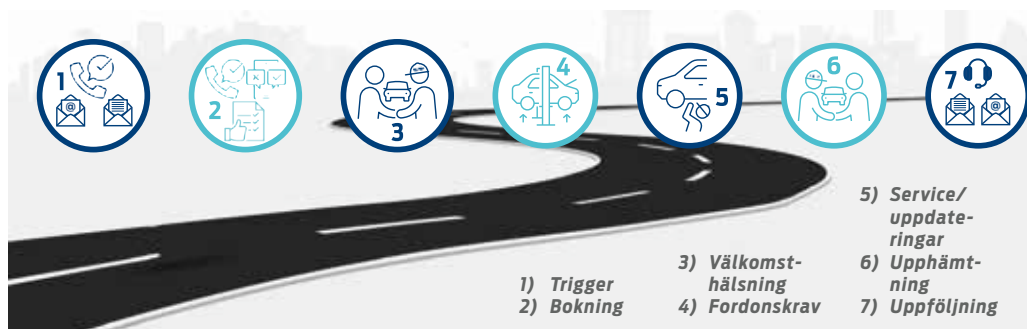 1
2
3
4
5
6
7
1) Trigger
2) Bokning
3) Välkomst-
hälsning
4) Fordonskrav
5) Service/
uppdate-
ringar
6) Upphämt-
ning
7) Uppföljning